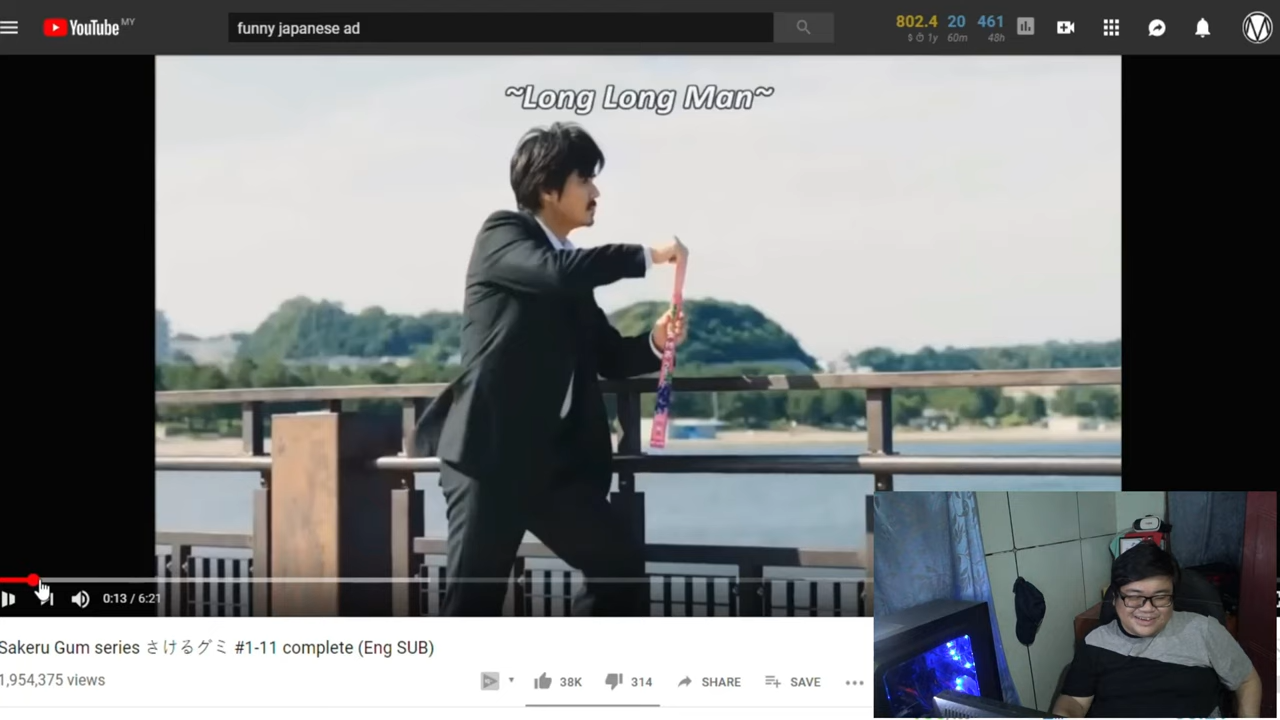 YouTube MY
funny japanese ad
802.4 20 461
$ 1y 60m 48h
~Long Long Man~
0:13 / 6:21
Sakeru Gum series さけるグミ #1-11 complete (Eng SUB)
1,954,375 views
38K 314 SHARE SAVE